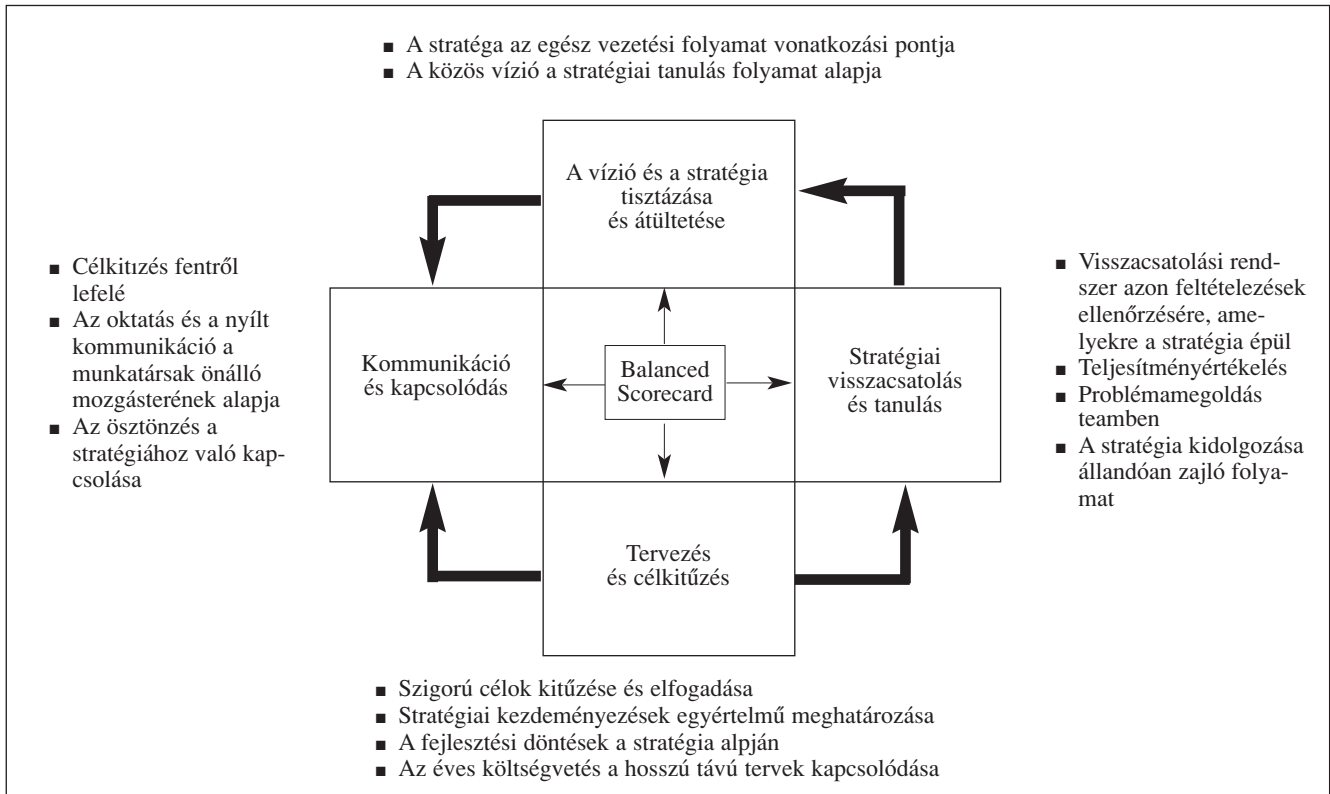 ■ A stratéga az egész vezetési folyamat vonatkozási pontja
■ A közös vízió a stratégiai tanulás folyamat alapja
A vízió és a stratégia
tisztázása
és átültetése
■ Célkitızés fentről
lefelé
■ Az oktatás és a nyílt
kommunikáció a
munkatársak önálló
mozgásterének alapja
■ Az ösztönzés a
stratégiához való kap-
csolása
Kommunikáció
és kapcsolódás
Balanced
Scorecard
Stratégiai
visszacsatolás
és tanulás
■ Visszacsatolási rend-
szer azon feltételezések
ellenőrzésére, ame-
lyekre a stratégia épül
■ Teljesítményértékelés
■ Problémamegoldás
teamben
■ A stratégia kidolgozása
állandóan zajló folya-
mat
Tervezés
és célkitűzés
■ Szigorú célok kitűzése és elfogadása
■ Stratégiai kezdeményezések egyértelmű meghatározása
■ A fejlesztési döntések a stratégia alpján
■ Az éves költségvetés a hosszú távú tervek kapcsolódása